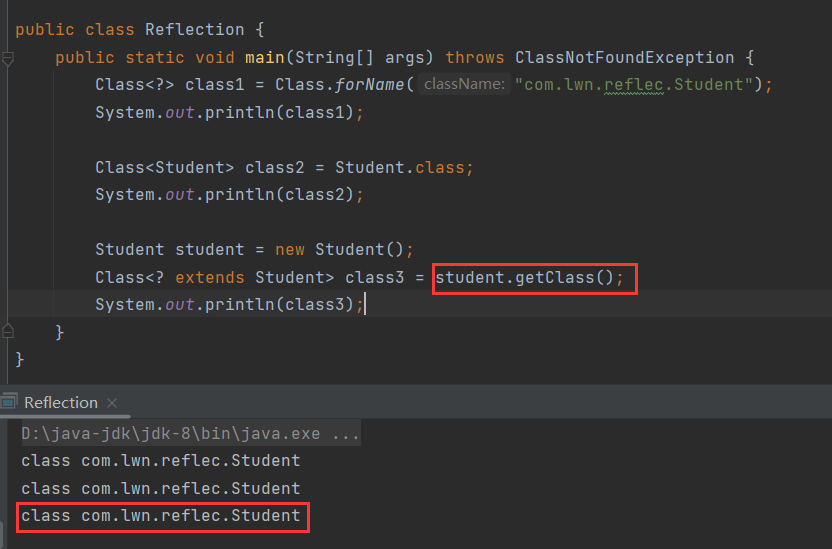 public class Reflection {
public static void main(String[] args) throws ClassNotFoundException {
Class<?> class1 = Class.forName( className: "com.lwn.reflec.Student");
System.out.println(class1);
Class<Student> class2 = Student.class;
System.out.println(class2);
Student student = new Student();
Class<? extends Student> class3 = student.getClass();
System.out.println(class3);
}
}
Reflection ×
D:\java-jdk\jdk-8\bin\java.exe ...
class com.lwn.reflec.Student
class com.lwn.reflec.Student
class com.lwn.reflec.Student